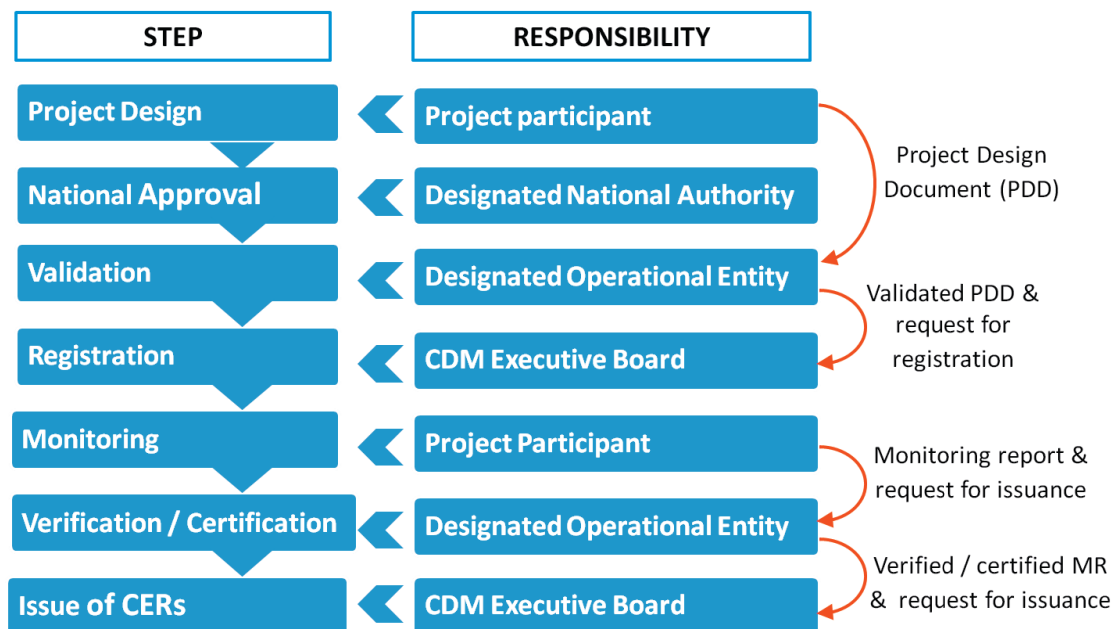 STEP
RESPONSIBILITY
Project Design
Project participant
Project Design
Document (PDD)
National Approval
Designated National Authority
Validation
Designated Operational Entity
Validated PDD &
request for
registration
Registration
CDM Executive Board
Monitoring
Project Participant
Monitoring report &
request for issuance
Verification / Certification
Designated Operational Entity
Verified / certified MR
& request for issuance
Issue of CERs
CDM Executive Board